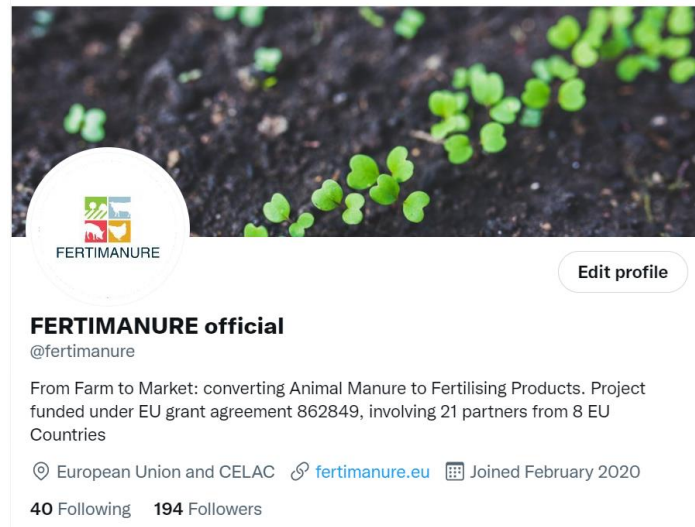 FERTIMANURE
Edit profile
FERTIMANURE official
@fertimanure
From Farm to Market: converting Animal Manure to Fertilising Products. Project
funded under EU grant agreement 862849, involving 21 partners from 8 EU
Countries
European Union and CELAC fertimanure.eu Joined February 2020
40 Following 194 Followers